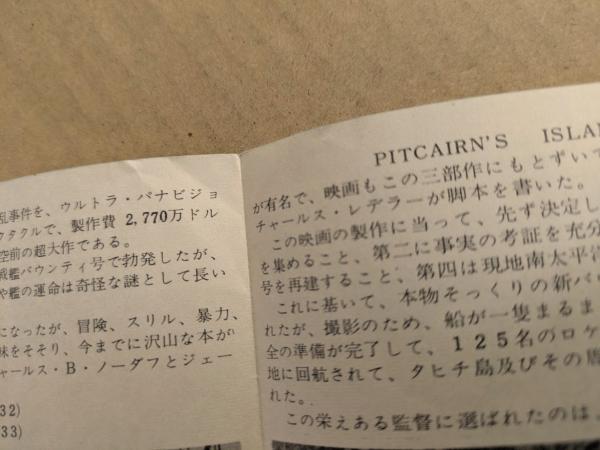 乱事件を、ウルトラ・パナビジョ
クタクルで、製作費 2,770万ドル
空前の超大作である。
戦艦バウンティ号で勃発したが、
や艦の運命は奇怪な謎として長い
になったが、冒険、スリル、暴力、
味をそそり、今までに沢山な本が
ャールス・B・ノーダフとジェー
32)
33)
PITCAIRN'S ISLA
が有名で、映画もこの三部作にもとずいて
チャールス・レデラーが脚本を書いた。
この映画の製作に当って、先ず決定し
を集めること、第二に事実の考証を充分
号を再建すること、第四は現地南太平洋
これに基いて、本物そっくりの新バ
れたが、撮影のため、船が一隻まるま
全の準備が完了して、125名のロケ
地に回航されて、タヒチ島及びその周
れた。
この栄えある監督に選ばれたのは、